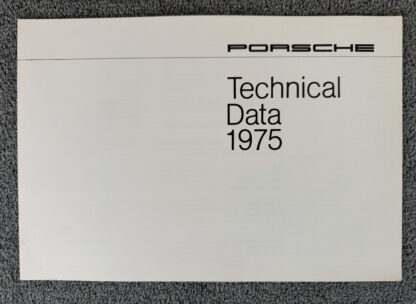 PORSCHE
Technical
Data
1975